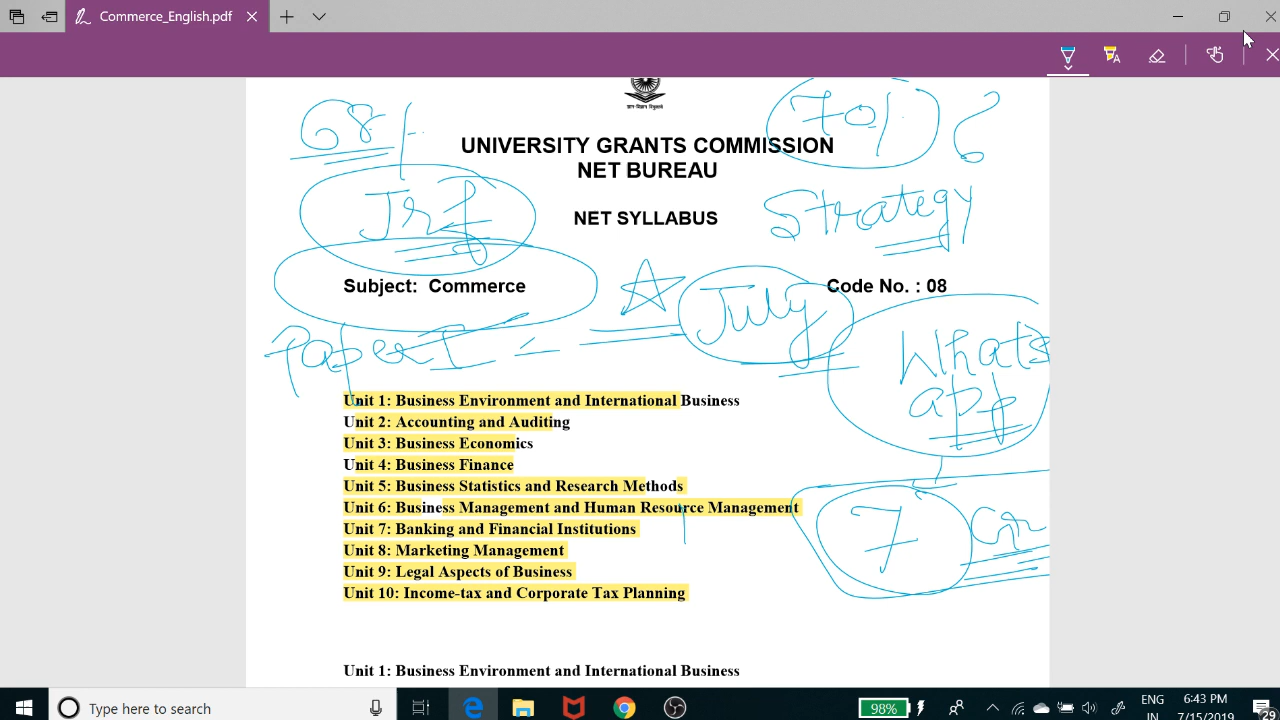 Commerce_English.pdf
68%
70%
?
UNIVERSITY GRANTS COMMISSION
NET BUREAU
Jrf
Strategy
NET SYLLABUS
Subject: Commerce
Code No. : 08
July
Paper I
Whats
app
Unit 1: Business Environment and International Business
Unit 2: Accounting and Auditing
Unit 3: Business Economics
Unit 4: Business Finance
Unit 5: Business Statistics and Research Methods
Unit 6: Business Management and Human Resource Management
Unit 7: Banking and Financial Institutions
7 Gr
Unit 8: Marketing Management
Unit 9: Legal Aspects of Business
Unit 10: Income-tax and Corporate Tax Planning
Unit 1: Business Environment and International Business
Type here to search
98%
ENG
IN
6:43 PM
7/15/2019